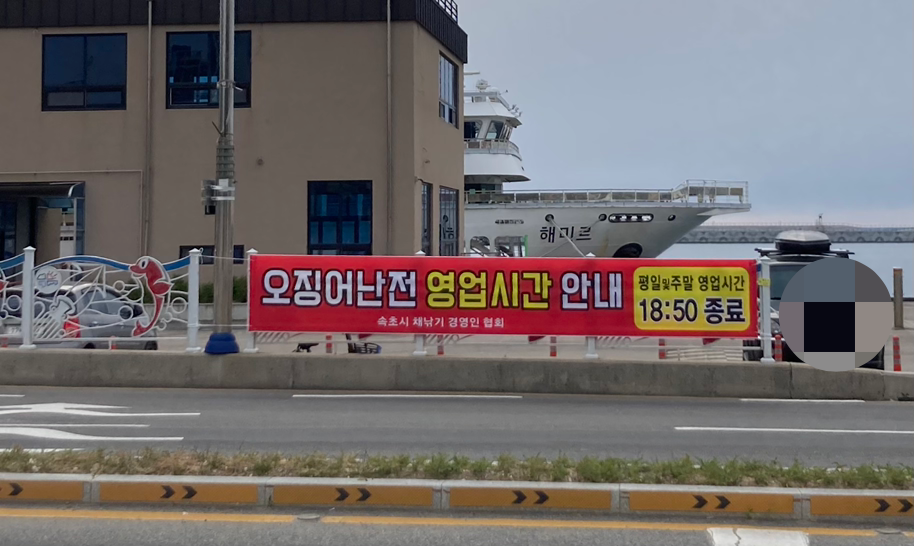 해미르
오징어난전 영업시간 안내
평일및주말 영업시간
18:50 종료
속초시 채낚기 경영인 협회